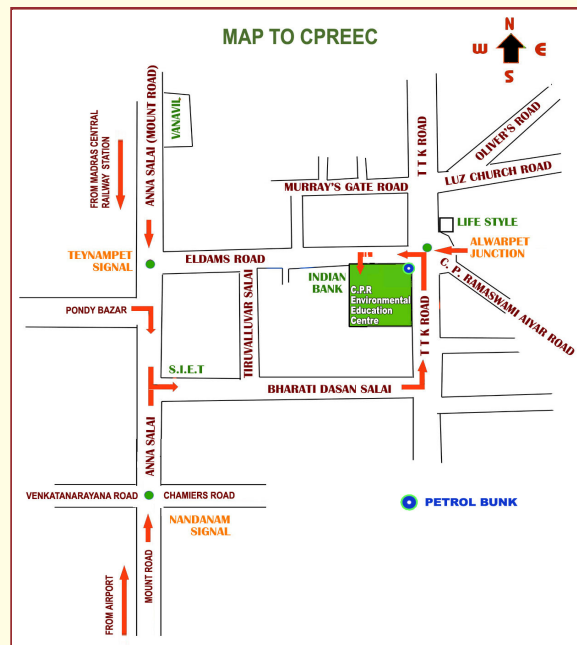 MAP TO CPREEC
N
W
E
S
ANNA SALAI (MOUNT ROAD)
VANAVIL
FROM MADRAS CENTRAL
RAILWAY STATION
T T K ROAD
OLIVER'S ROAD
LUZ CHURCH ROAD
MURRAY'S GATE ROAD
LIFE STYLE
TEYNAMPET
SIGNAL
ELDAMS ROAD
ALWARPET
JUNCTION
INDIAN
BANK
C.P.R
Environmental
Education
Centre
C. P. RAMASWAMI AIYAR ROAD
TIRUVALLUVAR SALAI
T T K ROAD
PONDY BAZAR
S.I.E.T
BHARATI DASAN SALAI
ANNA SALAI
VENKATANARAYANA ROAD
CHAMIERS ROAD
PETROL BUNK
NANDANAM
SIGNAL
MOUNT ROAD
FROM AIRPORT